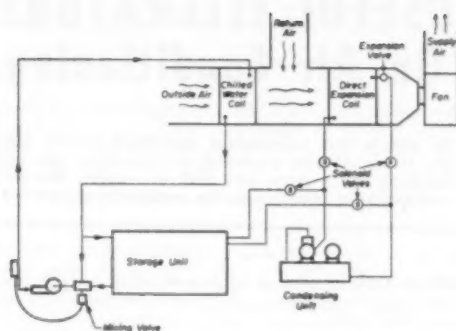 Return
Air
Expansion
Valve
Supply
Air
Outside Air
Chilled
Water
Coil
Direct
Expansion
Coil
Fan
Solenoid
Valves
Storage Unit
Condensing
Unit
Mixing Valve